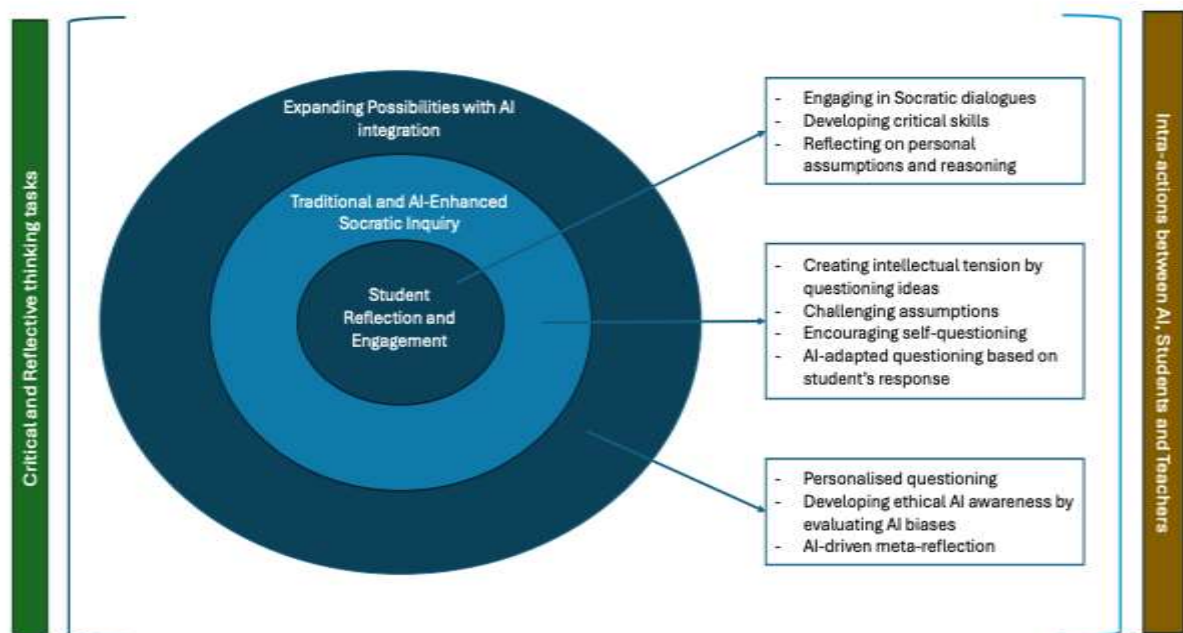 Critical and Reflective thinking tasks
Expanding Possibilities with AI
integration
Traditional and AI-Enhanced
Socratic Inquiry
Student
Reflection and
Engagement
- Engaging in Socratic dialogues
- Developing critical skills
- Reflecting on personal
assumptions and reasoning
- Creating intellectual tension by
questioning ideas
- Challenging assumptions
- Encouraging self-questioning
- AI-adapted questioning based on
student's response
- Personalised questioning
- Developing ethical AI awareness by
evaluating AI biases
- AI-driven meta-reflection
Intra-actions between AI, Students and Teachers